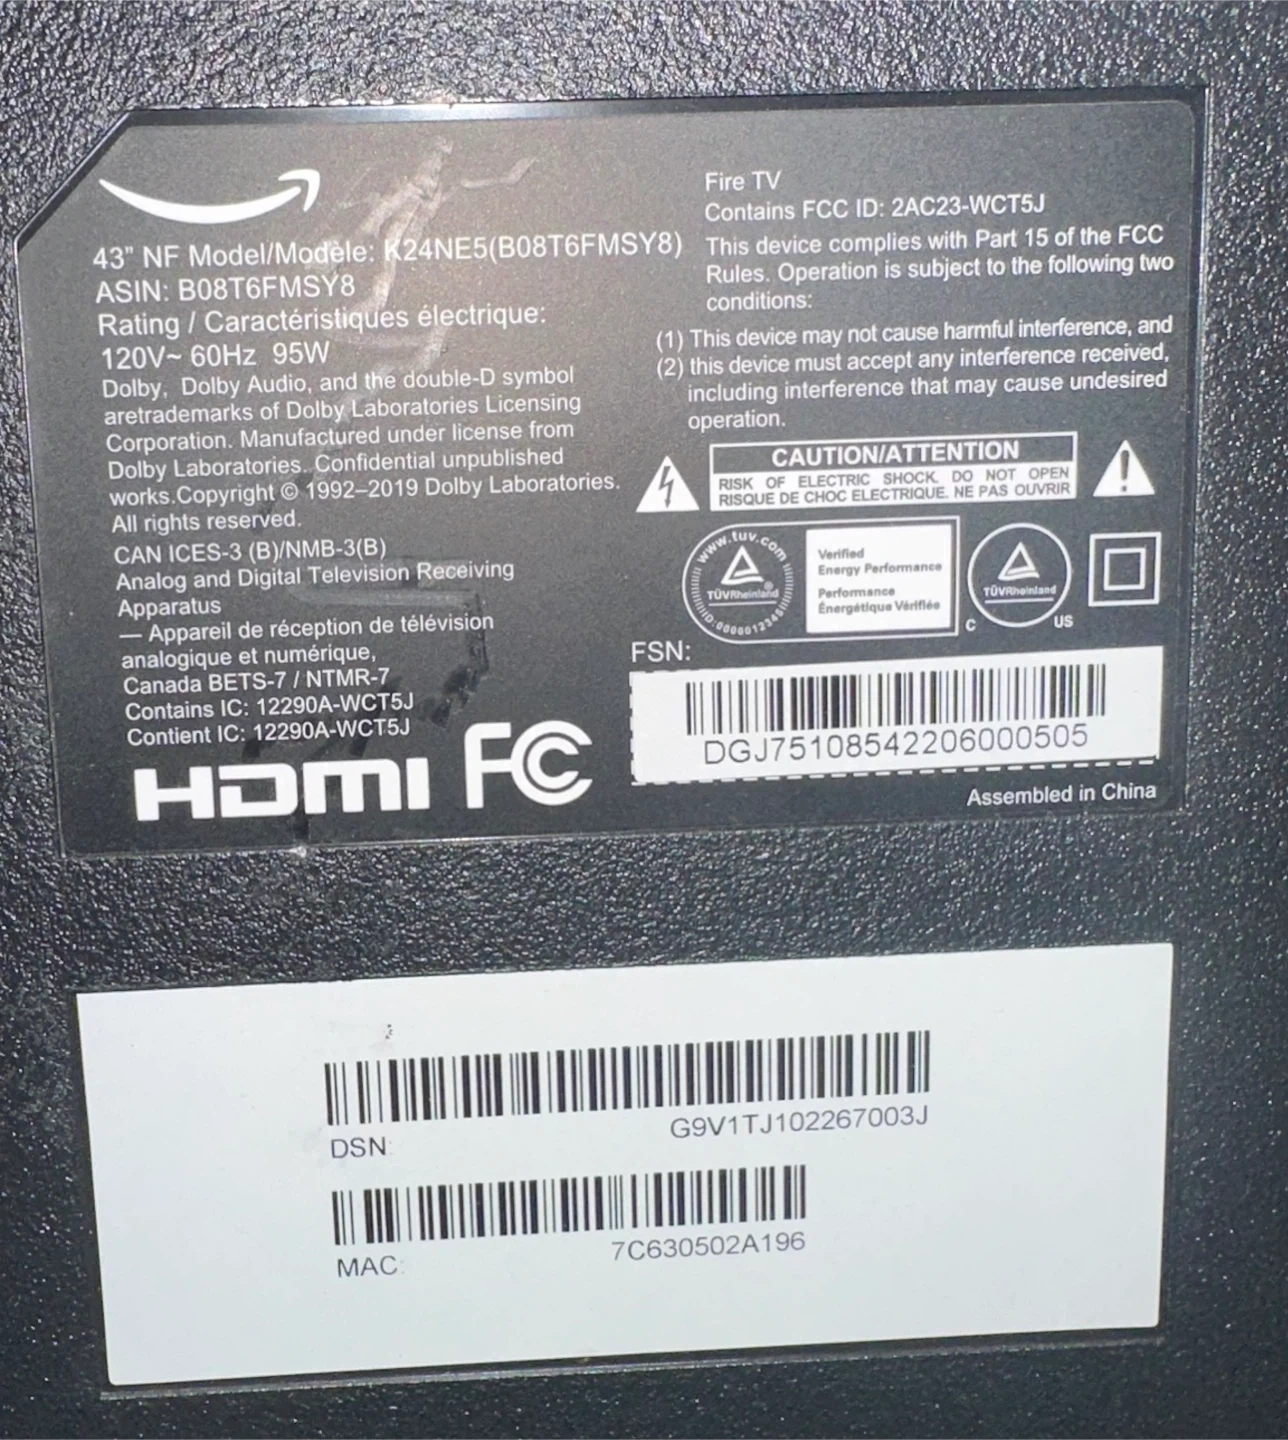 43" NF Model/Modèle: K24NE5(B08T6FMSY8)
ASIN: B08T6FMSY8
Rating / Caractéristiques électrique:
120V~ 60Hz 95W
Dolby, Dolby Audio, and the double-D symbol
aretrademarks of Dolby Laboratories Licensing
Corporation. Manufactured under license from
Dolby Laboratories. Confidential unpublished
works.Copyright © 1992–2019 Dolby Laboratories.
All rights reserved.
CAN ICES-3 (B)/NMB-3(B)
Analog and Digital Television Receiving
Apparatus
— Appareil de réception de télévision
analogique et numérique,
Canada BETS-7 / NTMR-7
Contains IC: 12290A-WCT5J
Contient IC: 12290A-WCT5J
HDMI FC
Fire TV
Contains FCC ID: 2AC23-WCT5J
This device complies with Part 15 of the FCC
Rules. Operation is subject to the following two
conditions:
(1) This device may not cause harmful interference, and
(2) this device must accept any interference received,
including interference that may cause undesired
operation.
CAUTION/ATTENTION
RISK OF ELECTRIC SHOCK. DO NOT OPEN
RISQUE DE CHOC ELECTRIQUE. NE PAS OUVRIR
www.tuv.com
TÜVRheinland®
ID:0000012345
Verified
Energy Performance
Performance
Énergétique Vérifiée
TÜVRheinland
C US
FSN:
DGJ75108542206000505
Assembled in China
DSN: G9V1TJ102267003J
MAC: 7C630502A196